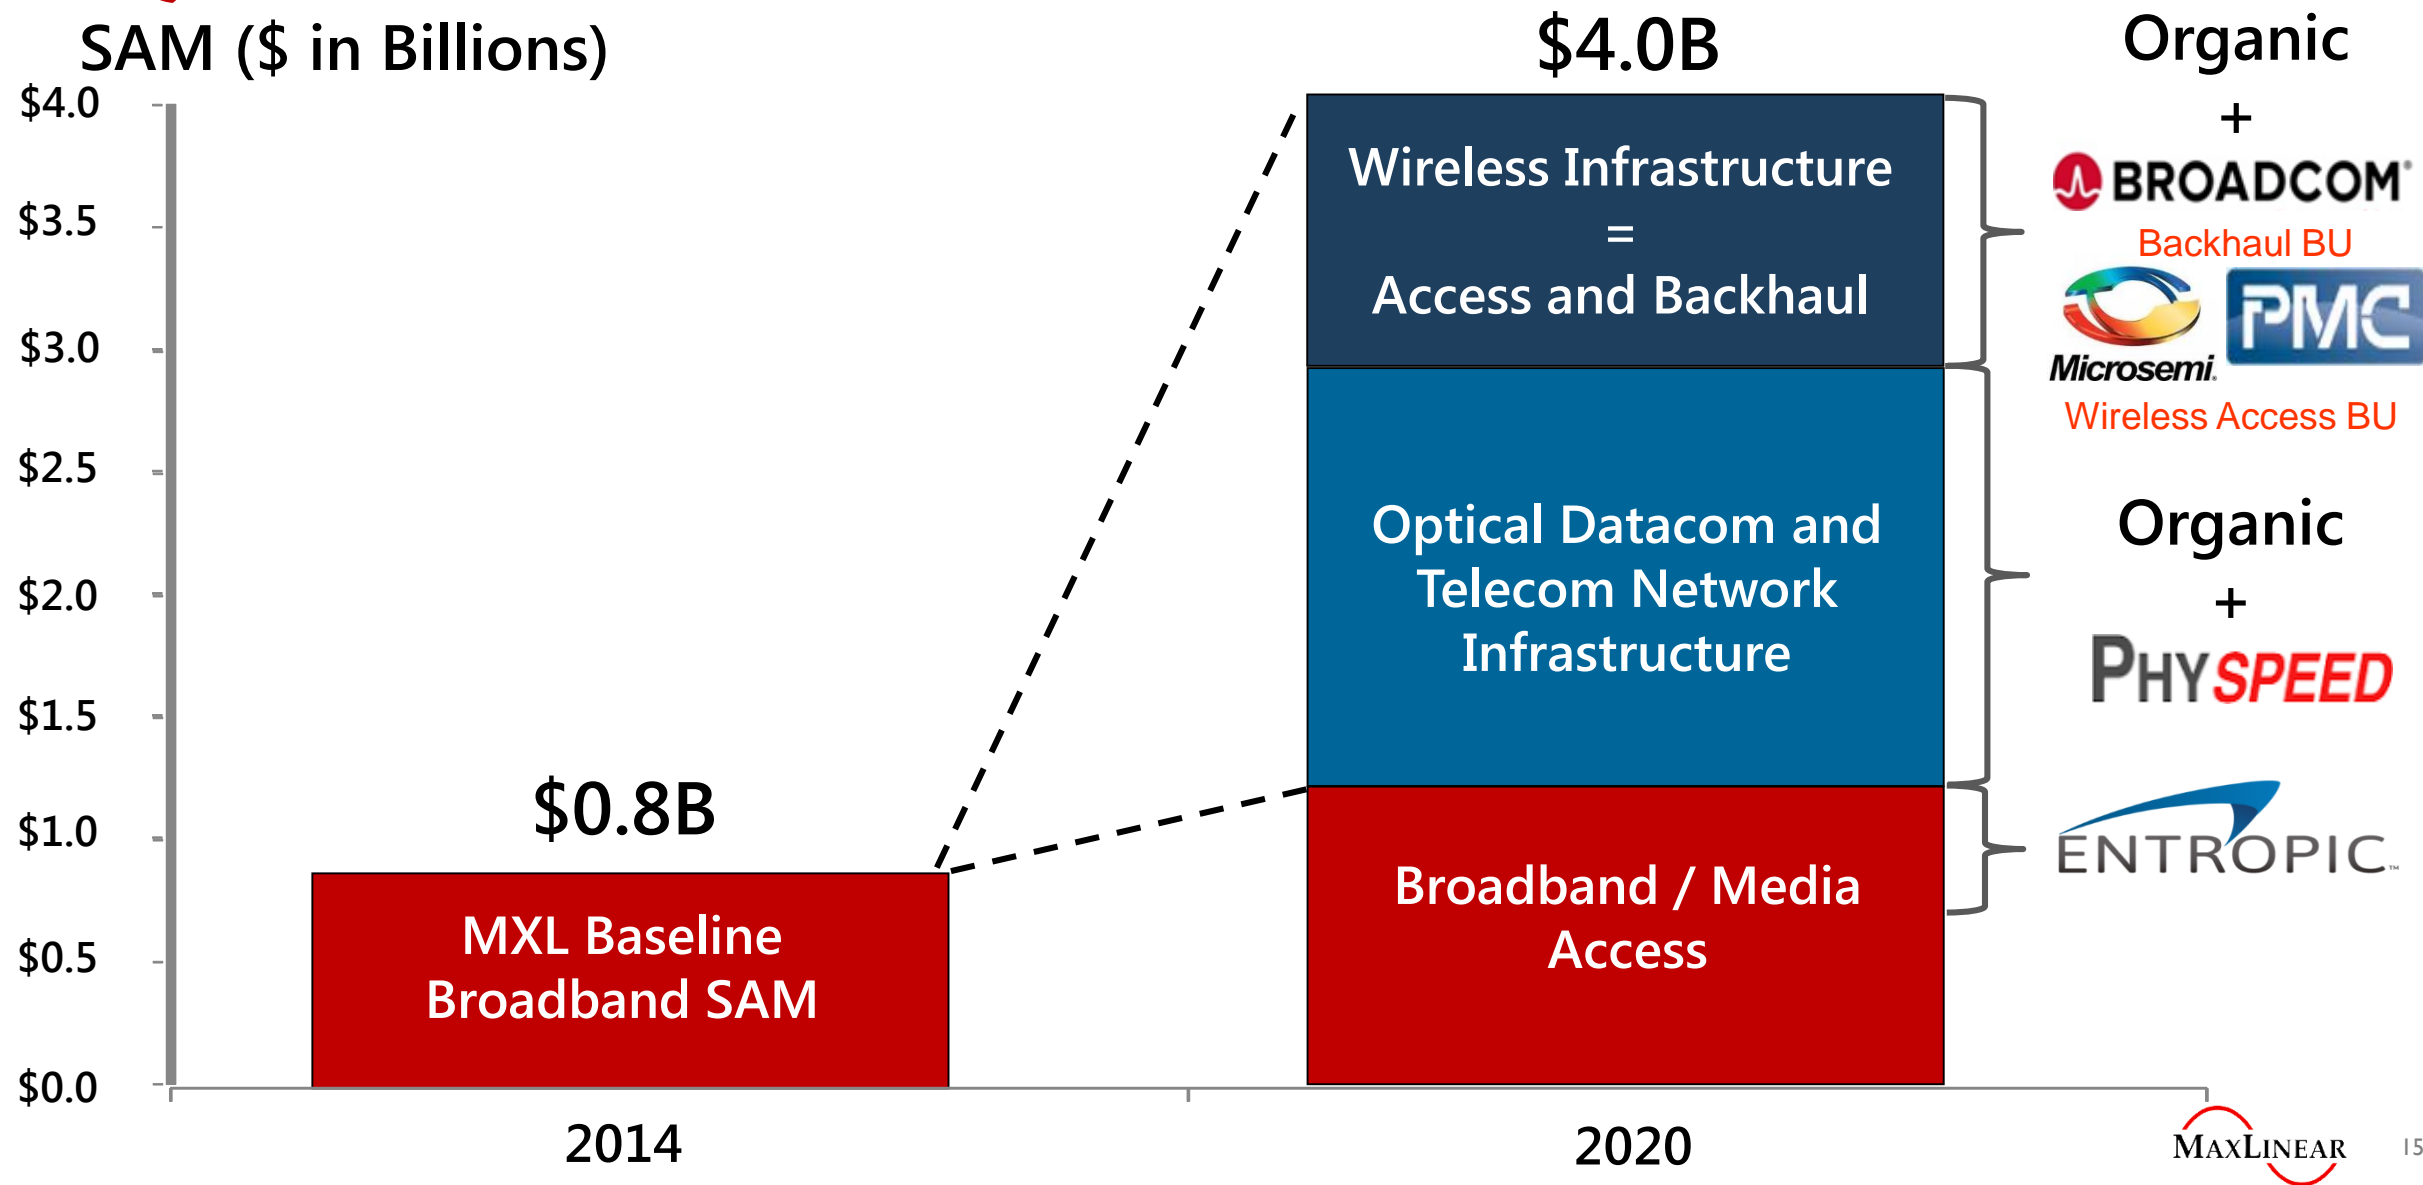 SAM ($ in Billions)
$4.0
$3.5
$3.0
$2.5
$2.0
$1.5
$1.0
$0.5
$0.0
$0.8B
MXL Baseline
Broadband SAM
2014
$4.0B
Wireless Infrastructure
=
Access and Backhaul
Optical Datacom and
Telecom Network
Infrastructure
Broadband / Media
Access
2020
Organic
+
BROADCOM®
Backhaul BU
Microsemi.
PMC
Wireless Access BU
Organic
+
PHYSPEED
ENTROPIC™
MAXLINEAR
15